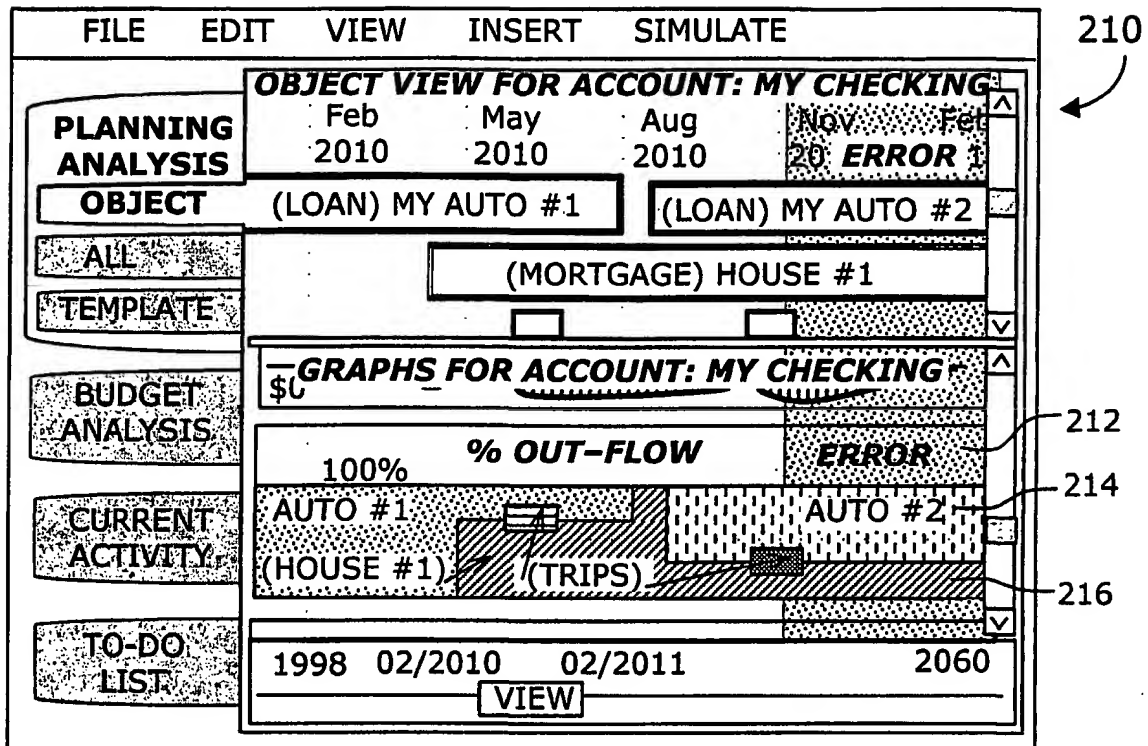 FILE EDIT VIEW INSERT SIMULATE
210
OBJECT VIEW FOR ACCOUNT: MY CHECKING
Feb May Aug Nov
2010 2010 2010 20 ERROR 1
PLANNING
ANALYSIS
OBJECT
ALL
TEMPLATE
(LOAN) MY AUTO #1 (LOAN) MY AUTO #2
(MORTGAGE) HOUSE #1
GRAPHS FOR ACCOUNT: MY CHECKING
BUDGET
ANALYSIS
% OUT-FLOW ERROR
100%
212
214
AUTO #1 AUTO #2
CURRENT
ACTIVITY
(HOUSE #1) (TRIPS)
216
TO-DO
LIST
1998 02/2010 02/2011 2060
VIEW